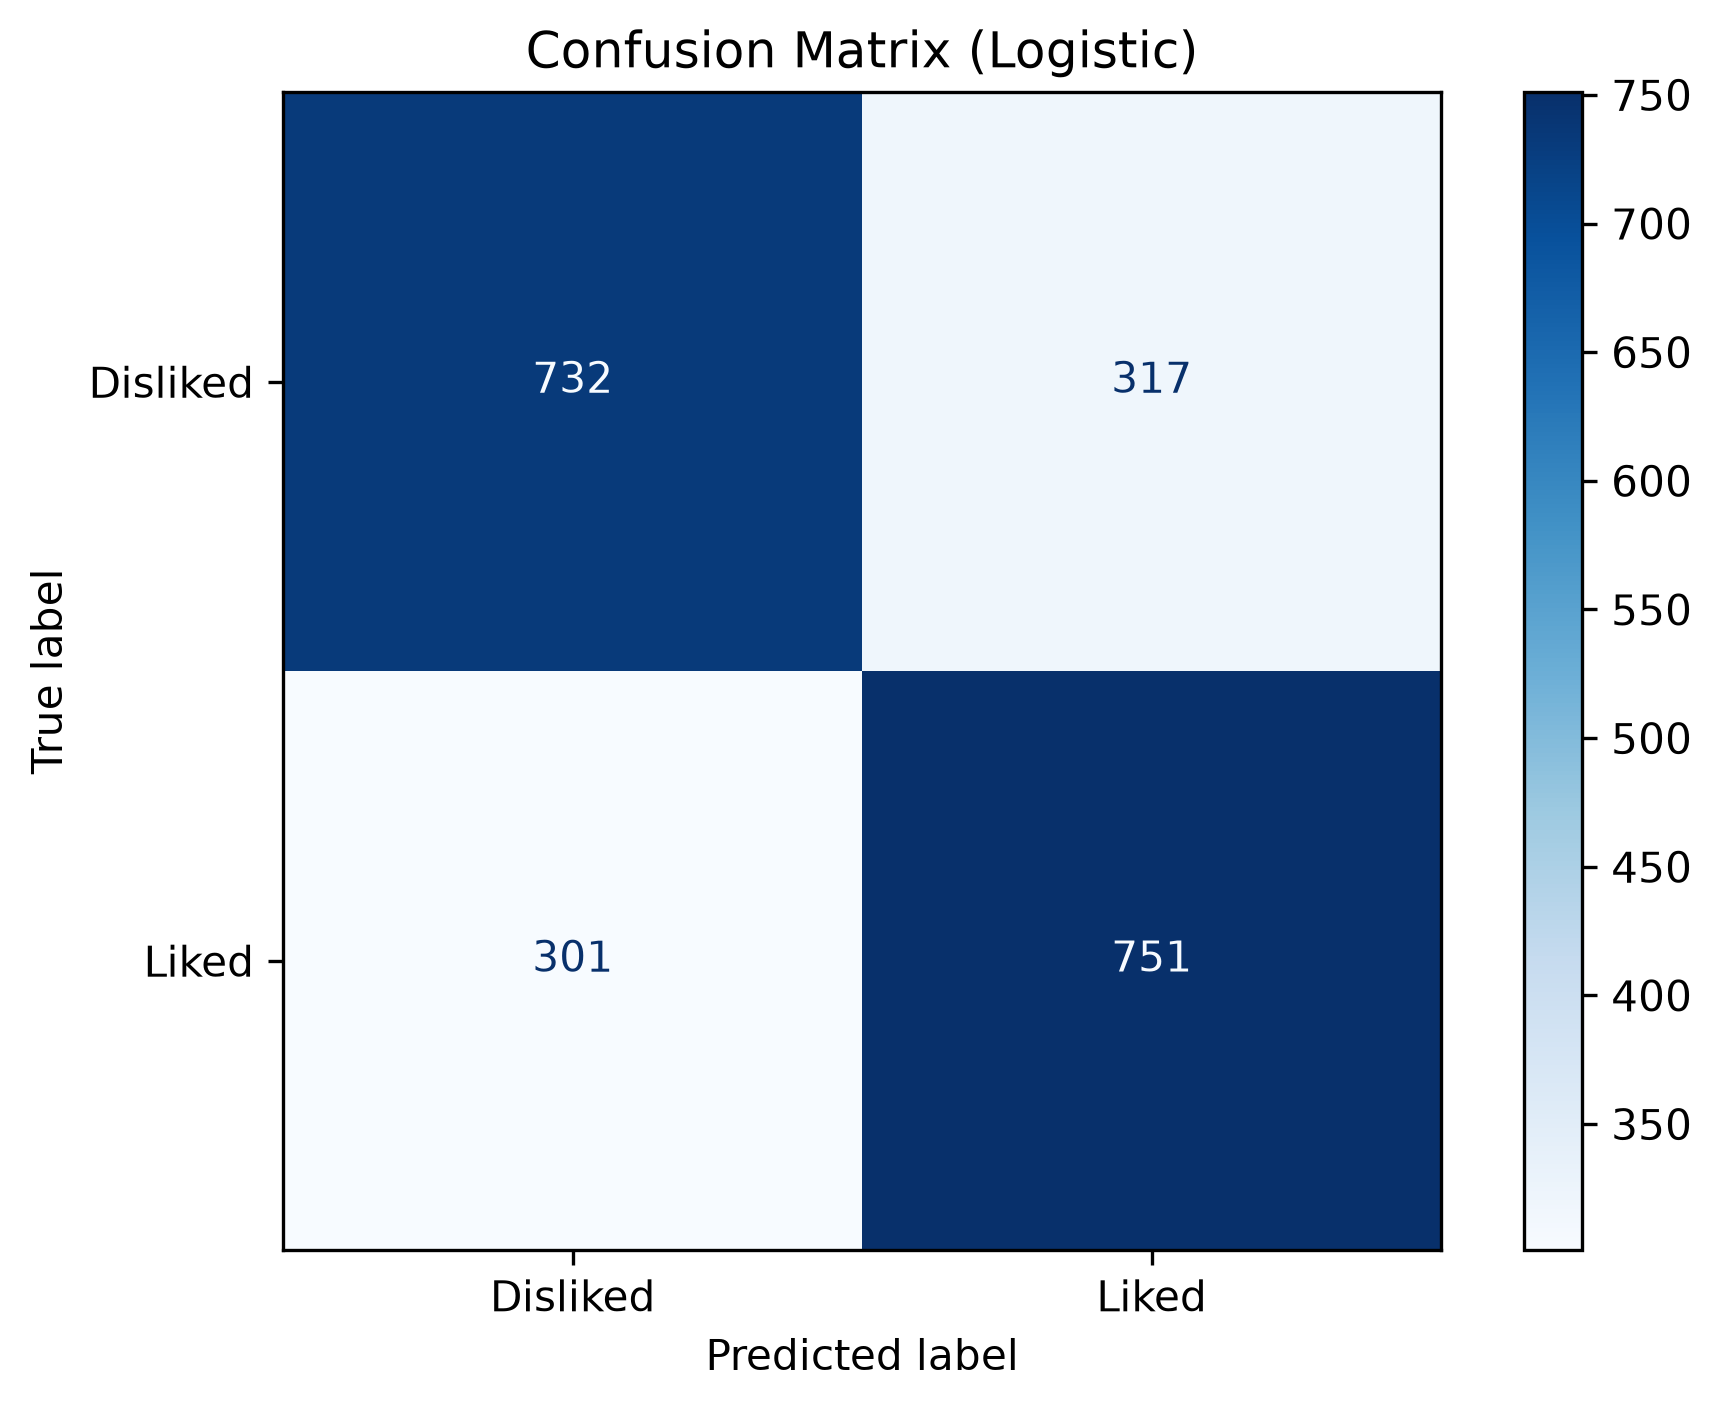 Confusion Matrix (Logistic)
True label
Disliked
Liked
732
317
301
751
Disliked
Liked
Predicted label
750
700
650
600
550
500
450
400
350